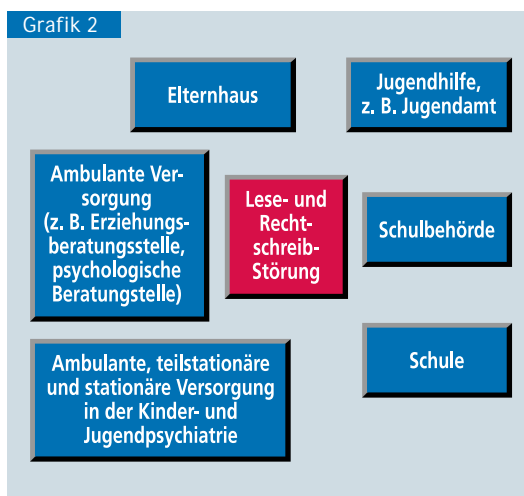 Grafik 2
Elternhaus
Jugendhilfe,
z. B. Jugendamt
Ambulante Ver-
sorgung
(z. B. Erziehungs-
beratungsstelle,
psychologische
Beratungstelle)
Lese- und
Recht-
schreib-
Störung
Schulbehörde
Ambulante, teilstationäre
und stationäre Versorgung
in der Kinder- und
Jugendpsychiatrie
Schule